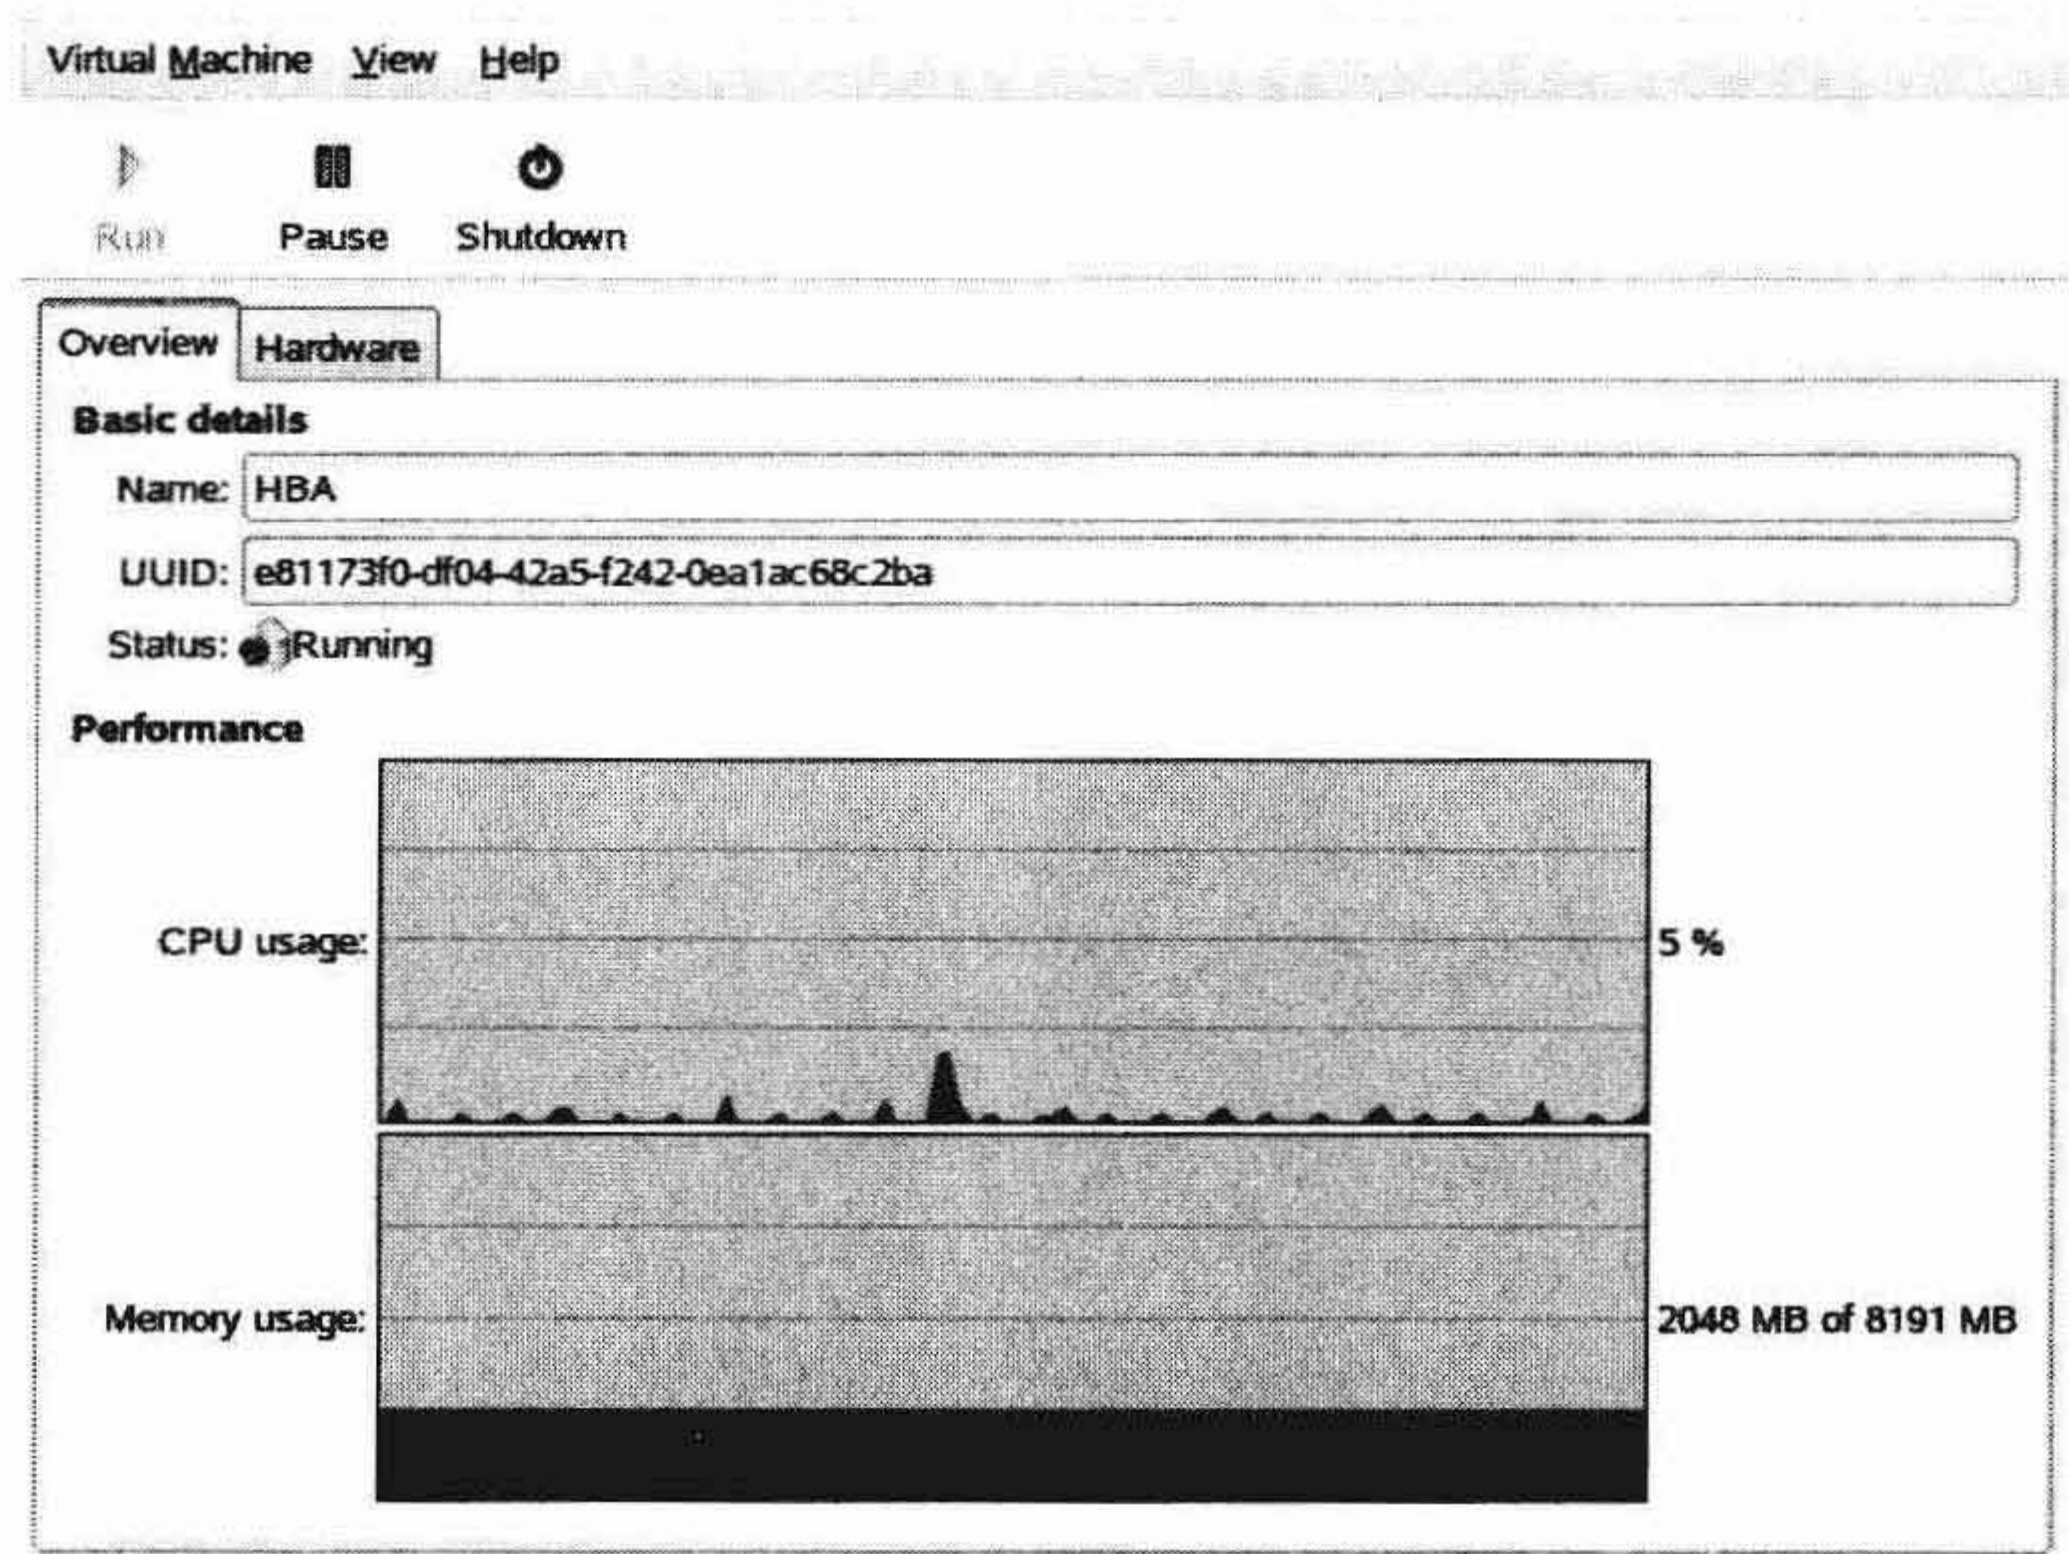 Virtual Machine View Help
Run Pause Shutdown
Overview Hardware
Basic details
Name: HBA
UUID: e81173f0-df04-42a5-f242-0ea1ac68c2ba
Status: Running
Performance
CPU usage: 5 %
Memory usage: 2048 MB of 8191 MB